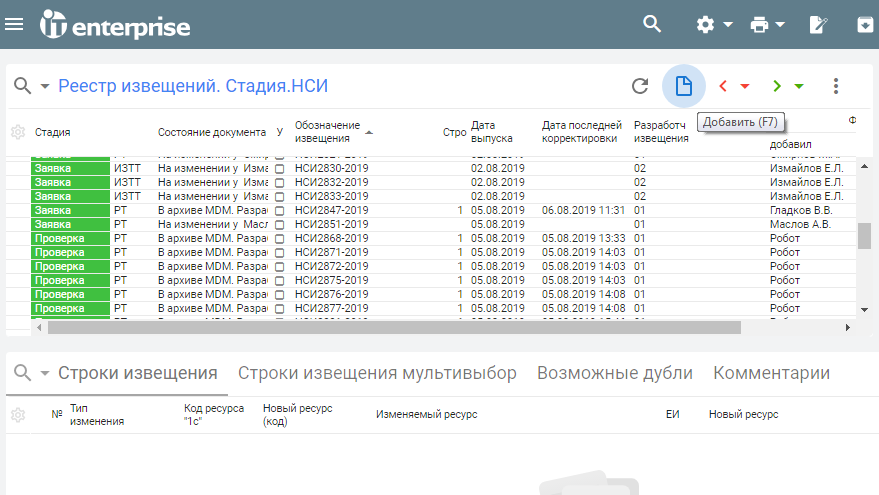 it enterprise
Реестр извещений. Стадия.НСИ
Добавить (F7)
Стадия Состояние документа У Обозначение извещения Стро Дата выпуска Дата последней корректировки Разработч извещения Ф добавил
Заявка ИЗТТ На изменении у Изма НСИ2830-2019 02.08.2019 02 Измайлов Е.Л.
Заявка ИЗТТ На изменении у Изма НСИ2832-2019 02.08.2019 02 Измайлов Е.Л.
Заявка ИЗТТ На изменении у Изма НСИ2833-2019 02.08.2019 02 Измайлов Е.Л.
Заявка РТ В архиве MDM. Разра НСИ2847-2019 1 05.08.2019 06.08.2019 11:31 01 Гладков В.В.
Заявка РТ На изменении у Масл НСИ2851-2019 05.08.2019 01 Маслов А.В.
Проверка РТ В архиве MDM. Разра НСИ2868-2019 1 05.08.2019 05.08.2019 13:33 01 Робот
Проверка РТ В архиве MDM. Разра НСИ2871-2019 1 05.08.2019 05.08.2019 14:03 01 Робот
Проверка РТ В архиве MDM. Разра НСИ2872-2019 1 05.08.2019 05.08.2019 14:03 01 Робот
Проверка РТ В архиве MDM. Разра НСИ2875-2019 1 05.08.2019 05.08.2019 14:03 01 Робот
Проверка РТ В архиве MDM. Разра НСИ2876-2019 1 05.08.2019 05.08.2019 14:08 01 Робот
Проверка РТ В архиве MDM. Разра НСИ2877-2019 1 05.08.2019 05.08.2019 14:08 01 Робот
Строки извещения Строки извещения мультивыбор Возможные дубли Комментарии
№ Тип изменения Код ресурса "1c" Новый ресурс (код) Изменяемый ресурс ЕИ Новый ресурс